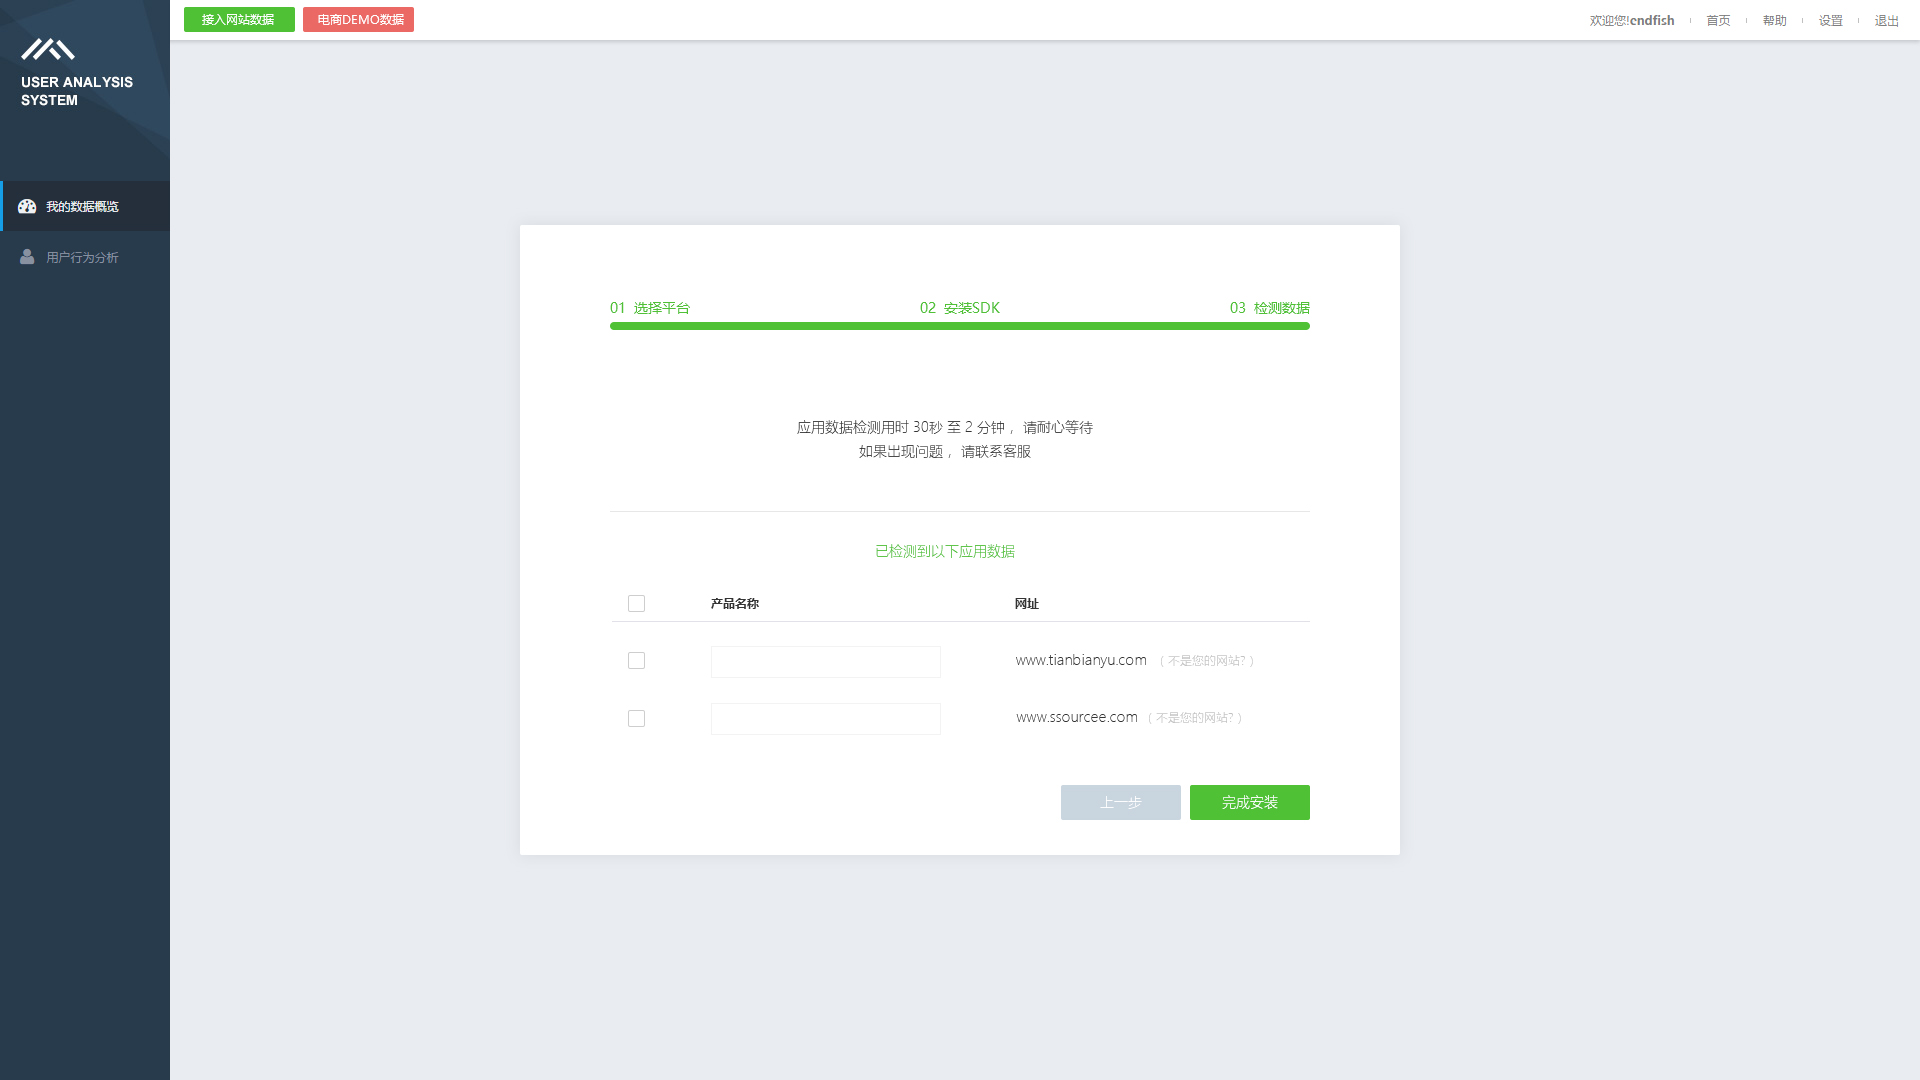 接入网站数据 电商DEMO数据 欢迎您!endfish 首页 帮助 设置 退出
USER ANALYSIS
SYSTEM
我的数据概览
用户行为分析
01 选择平台 02 安装SDK 03 检测数据
应用数据检测用时 30秒 至 2 分钟 ，请耐心等待
如果出现问题 ，请联系客服
已检测到以下应用数据
产品名称 网址
www.tianbianyu.com （ 不是您的网站? ）
www.ssourcee.com （ 不是您的网站? ）
上一步 完成安装